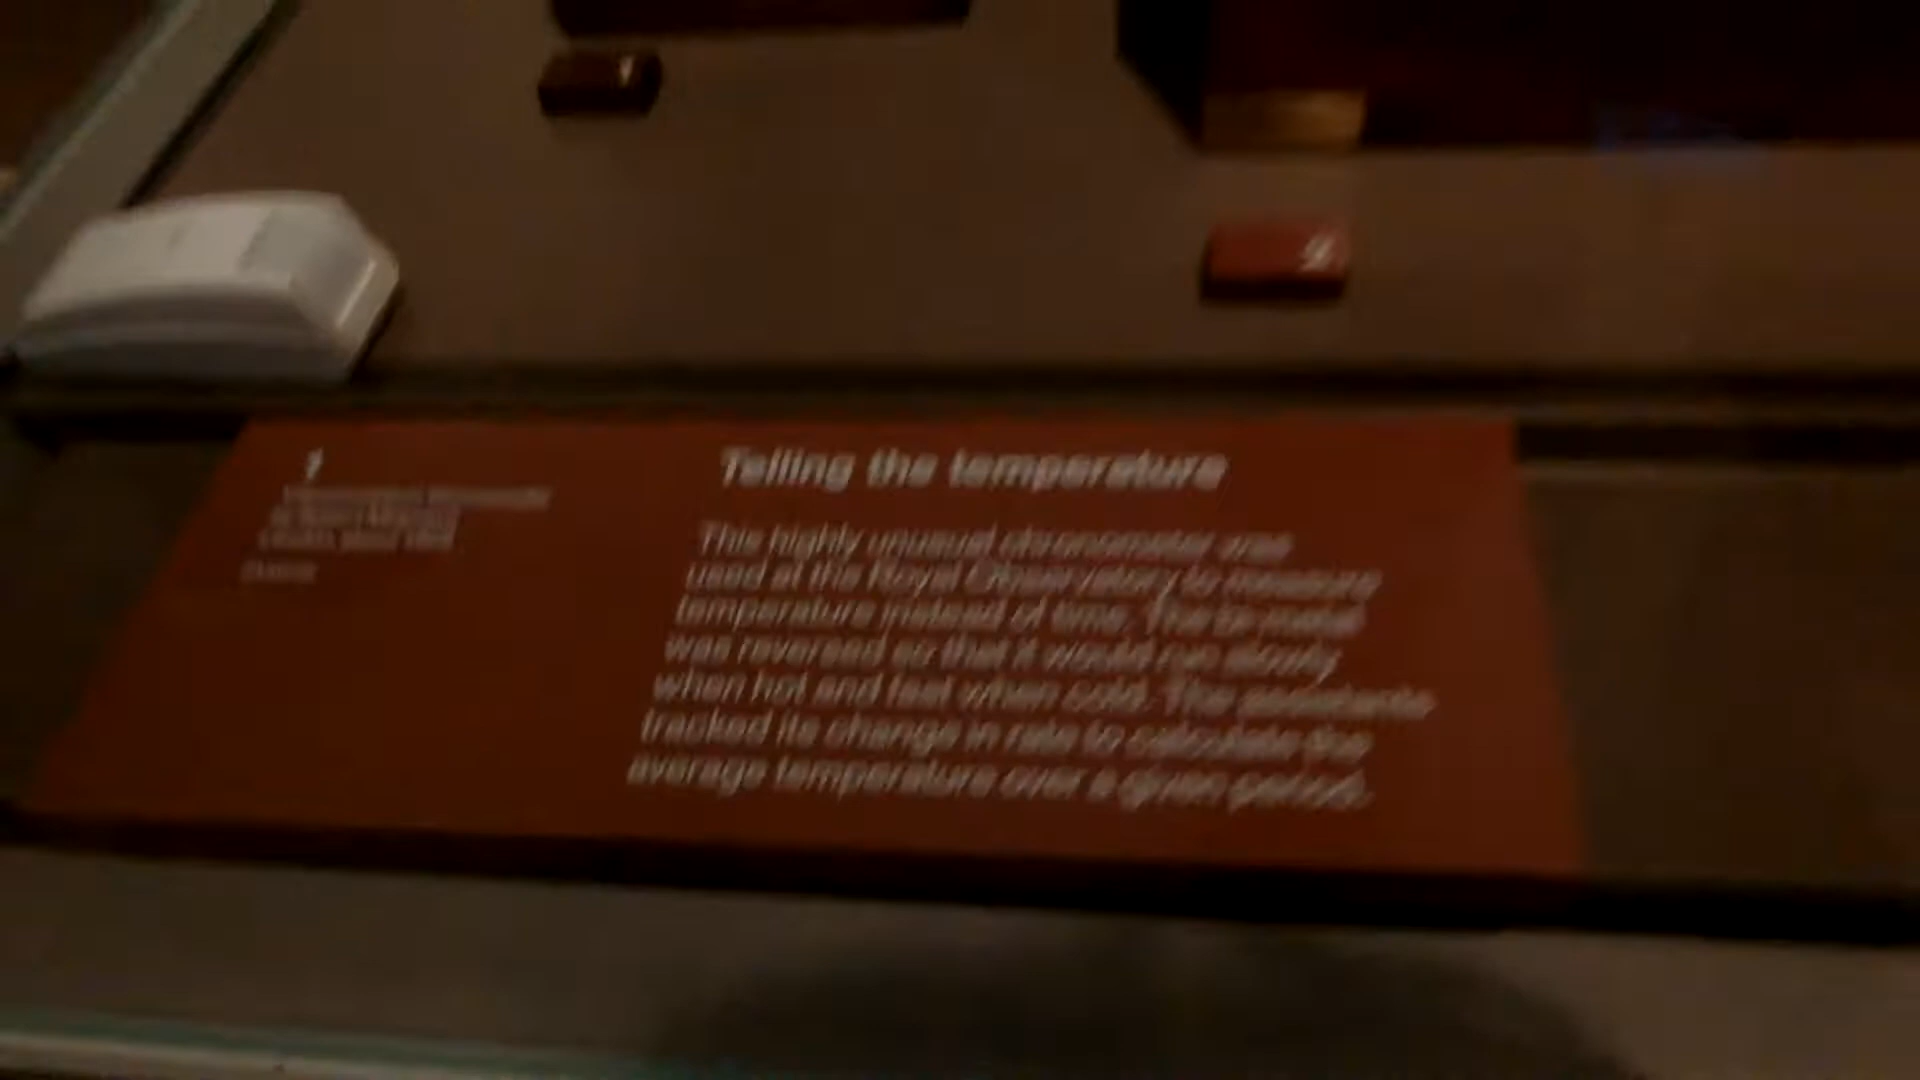 1
Telling the temperature
This highly unusual chronometer was
used at the Royal Observatory to measure
temperature instead of time. The bi-metal
was reversed so that it would run slowly
when hot and fast when cold. The assistants
tracked its change in rate to calculate the
average temperature over a given period.